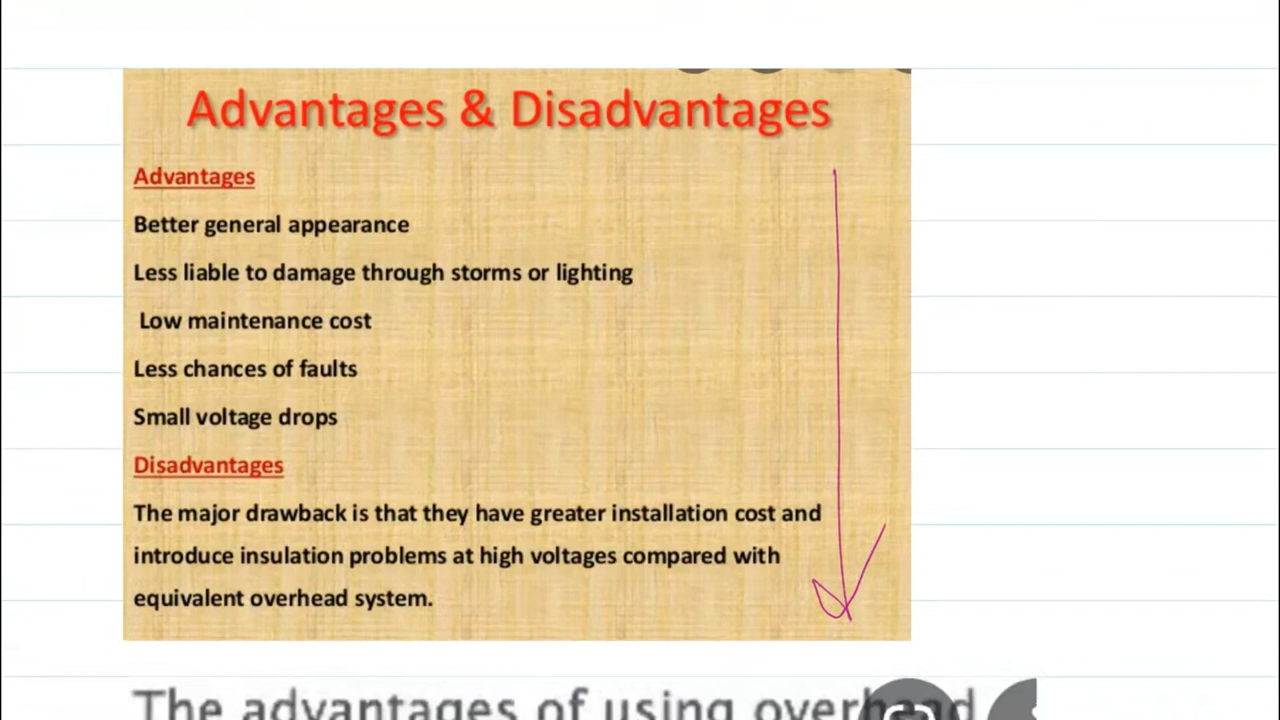 Advantages & Disadvantages
Advantages
Better general appearance
Less liable to damage through storms or lighting
Low maintenance cost
Less chances of faults
Small voltage drops
Disadvantages
The major drawback is that they have greater installation cost and
introduce insulation problems at high voltages compared with
equivalent overhead system.
The advantages of using overhead